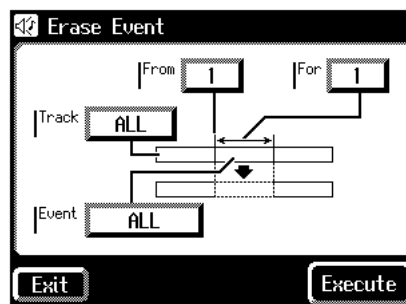 Erase Event
From 1 For 1
Track ALL
Event ALL
Exit Execute